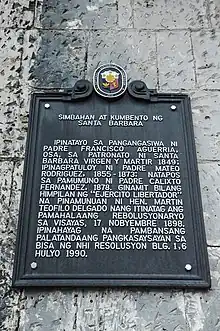 SIMBAHAN AT KUMBENTO NG
SANTA BARBARA
IPINATAYO SA PANGANGASIWA NI
PADRE FRANCISCO AGUERRIA,
OSA, SA PATRONATO NI SANTA
BARBARA VIRGEN Y MARTIR 1849;
IPINAGPATULOY NI PADRE MATEO
RODRIGUEZ, 1855-1873; NATAPOS
SA PAMUMUNO NI PADRE CALIXTO
FERNANDEZ, 1878. GINAMIT BILANG
HIMPILAN NG "EJERCITO LIBERTADOR"
NA PINAMUNUAN NI HEN. MARTIN
TEOFILO DELGADO NANG ITINATAG ANG
PAMAHALAANG REBOLUSYONARYO
SA VISAYAS, 17 NOBYEMBRE 1898.
IPINAHAYAG NA PAMBANSANG
PALATANDAANG PANGKASAYSAYAN SA
BISA NG NHI RESOLUSYON BLG. 1, 6
HULYO 1990.